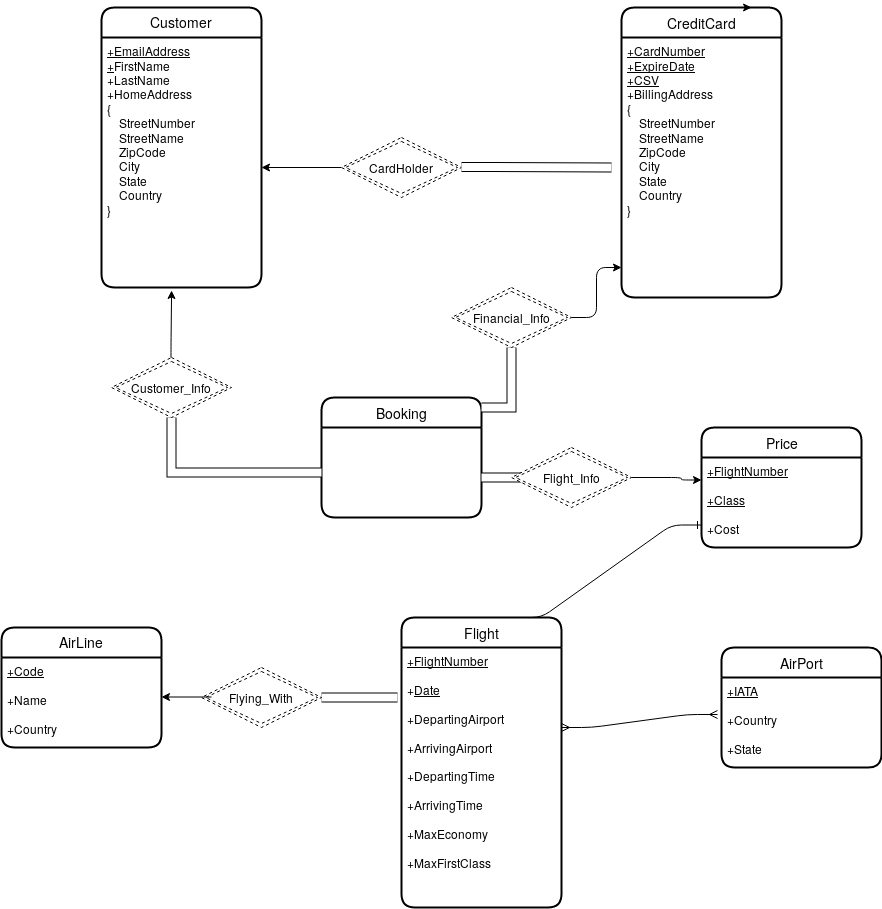 Customer
+EmailAddress
+FirstName
+LastName
+HomeAddress
{
StreetNumber
StreetName
ZipCode
City
State
Country
}
CreditCard
+CardNumber
+ExpireDate
+CSV
+BillingAddress
{
StreetNumber
StreetName
ZipCode
City
State
Country
}
CardHolder
Financial_Info
Customer_Info
Booking
Flight_Info
Price
+FlightNumber
+Class
+Cost
AirLine
+Code
+Name
+Country
Flying_With
Flight
+FlightNumber
+Date
+DepartingAirport
+ArrivingAirport
+DepartingTime
+ArrivingTime
+MaxEconomy
+MaxFirstClass
AirPort
+IATA
+Country
+State